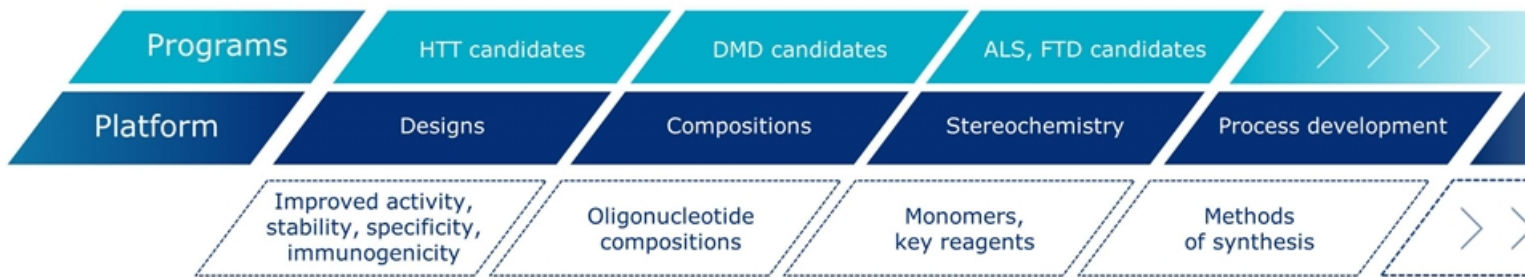 Programs
HTT candidates
DMD candidates
ALS, FTD candidates
Platform
Designs
Compositions
Stereochemistry
Process development
Improved activity,
stability, specificity,
immunogenicity
Oligonucleotide
compositions
Monomers,
key reagents
Methods
of synthesis